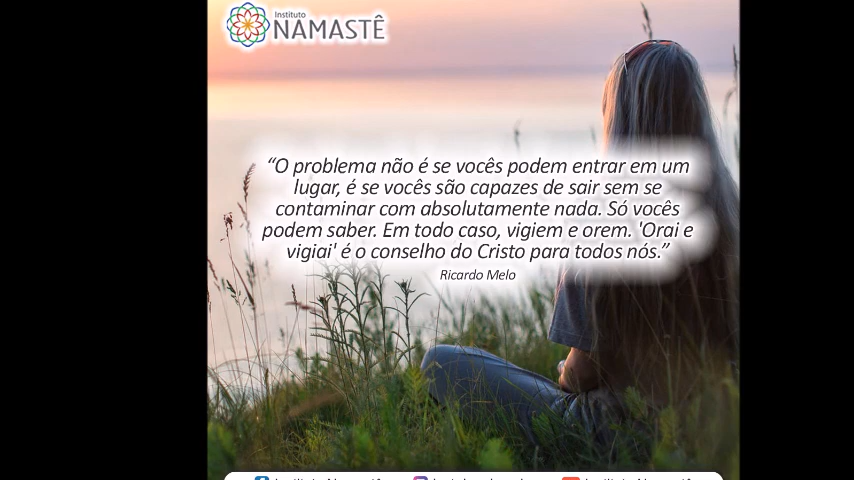 Instituto
NAMASTÊ
“O problema não é se vocês podem entrar em um
lugar, é se vocês são capazes de sair sem se
contaminar com absolutamente nada. Só vocês
podem saber. Em todo caso, vigiem e orem. 'Orai e
vigiai' é o conselho do Cristo para todos nós.”
Ricardo Melo